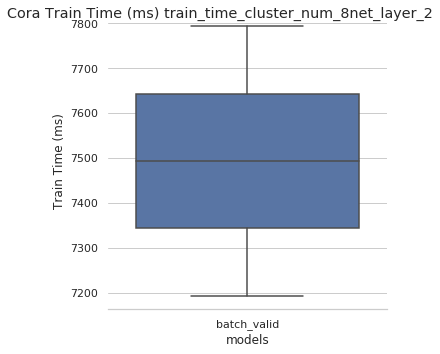 Cora Train Time (ms) train_time_cluster_num_8net_layer_2
7800
7700
7600
7500
7400
7300
7200
Train Time (ms)
batch_valid
models